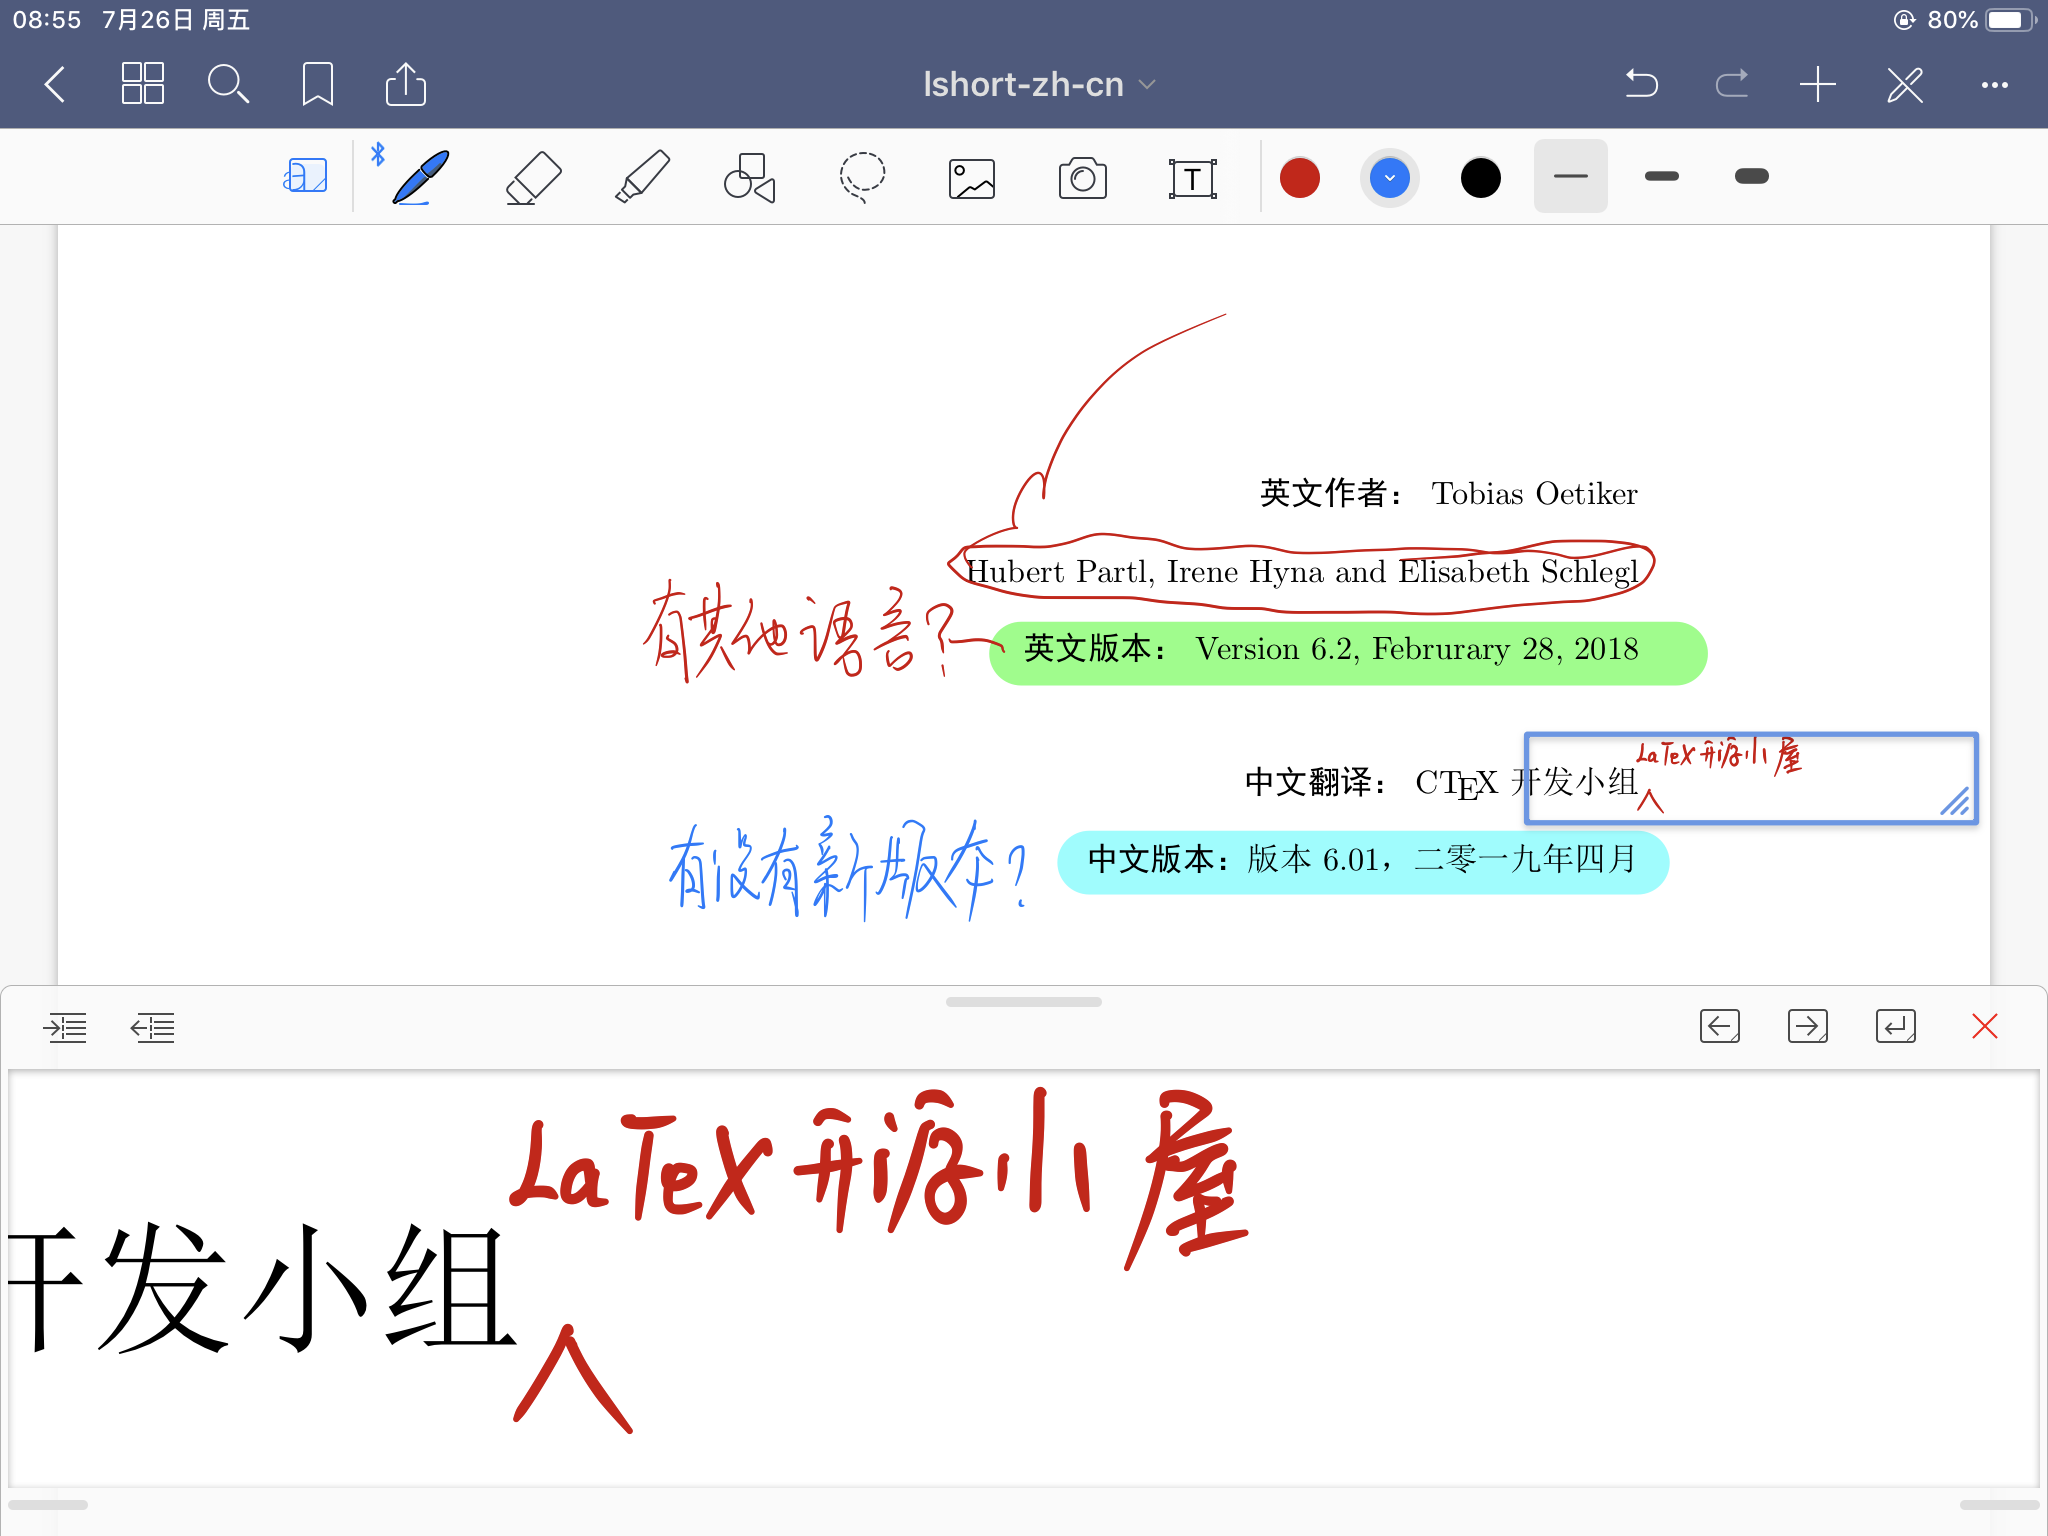 08:55 7月26日 周五 80%
lshort-zh-cn
T
英文作者： Tobias Oetiker
Hubert Partl, Irene Hyna and Elisabeth Schlegl
有其他语言？
英文版本： Version 6.2, Februrary 28, 2018
LaTeX 开源小屋
中文翻译： CTEX 开发小组
有没有新版本？
中文版本：版本 6.01，二零一九年四月
LaTeX 开源小屋
开发小组